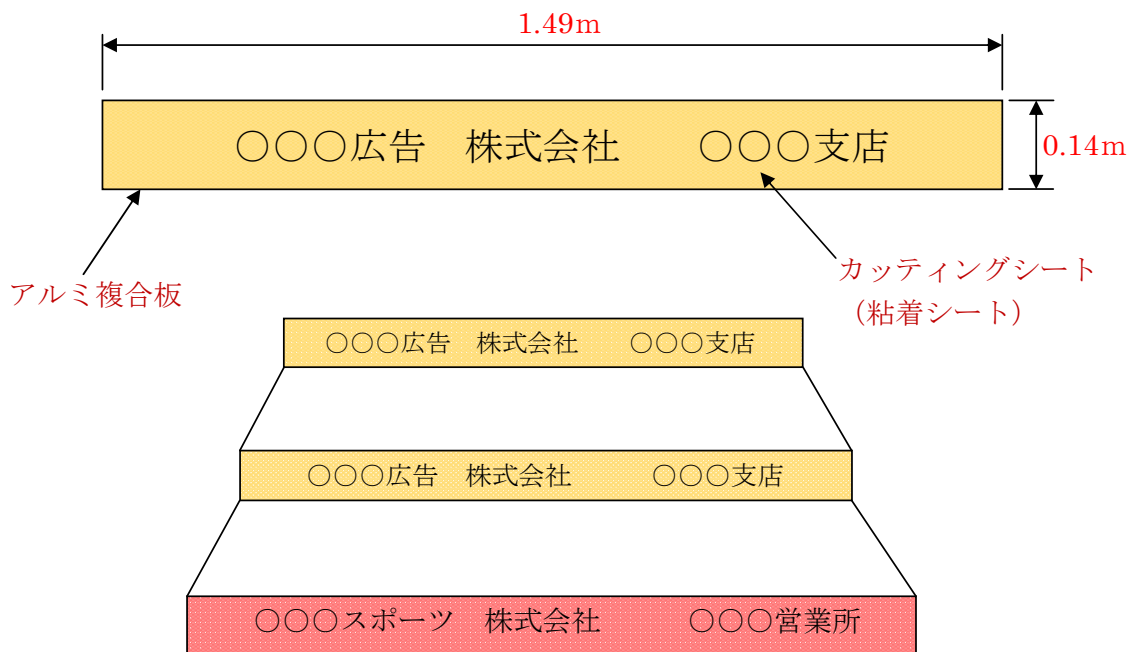 1.49m
○○○広告　株式会社　　○○○支店
0.14m
アルミ複合板
カッティングシート
（粘着シート）
○○○広告　株式会社　　○○○支店
○○○広告　株式会社　　　○○○支店
○○○スポーツ　株式会社　　　○○○営業所